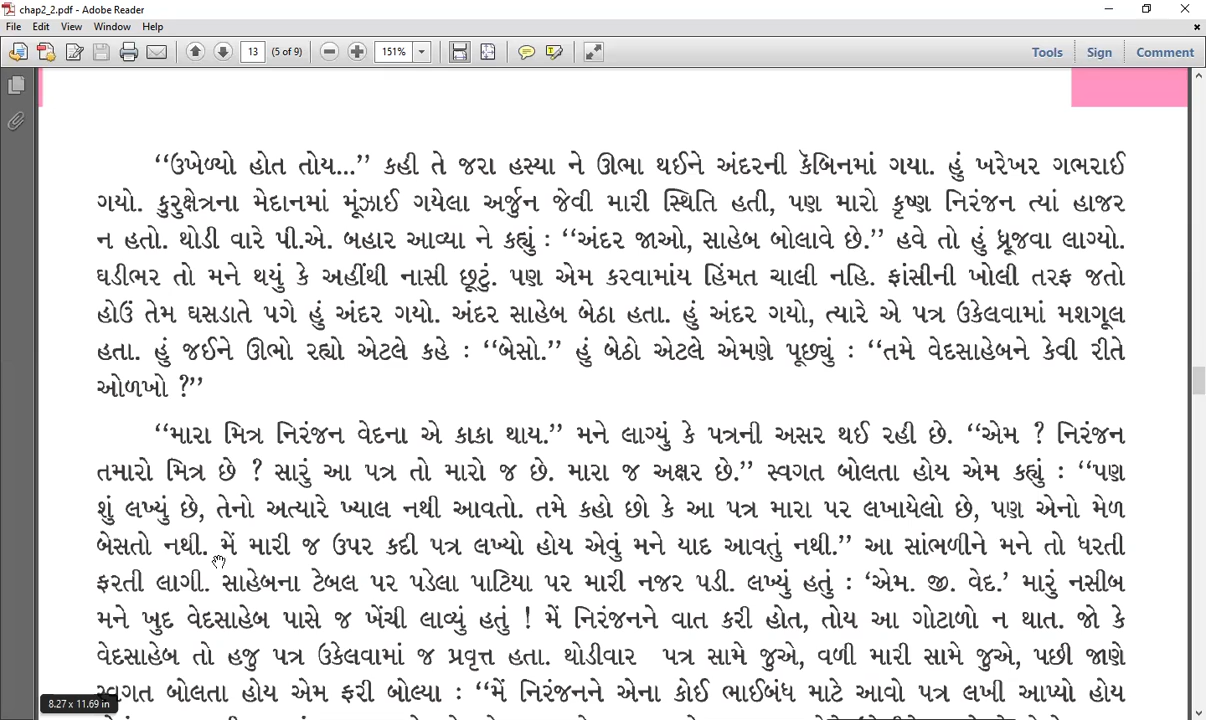 chap2_2.pdf - Adobe Reader
File Edit View Window Help
13 (5 of 9) 151% Tools Sign Comment
‘‘ઉખેળ્યો હોત તોય...’’ કહી તે જરા હસ્યા ને ઊભા થઈને અંદરની કૅબિનમાં ગયા. હું ખરેખર ગભરાઈ
ગયો. કુરુક્ષેત્રના મેદાનમાં મૂંઝાઈ ગયેલા અર્જુન જેવી મારી સ્થિતિ હતી, પણ મારો કૃષ્ણ નિરંજન ત્યાં હાજર
ન હતો. થોડી વારે પી.એ. બહાર આવ્યા ને કહ્યું : ‘‘અંદર જાઓ, સાહેબ બોલાવે છે.’’ હવે તો હું ધ્રૂજવા લાગ્યો.
ઘડીભર તો મને થયું કે અહીંથી નાસી છૂટું. પણ એમ કરવામાંય હિંમત ચાલી નહિ. ફાંસીની ખોલી તરફ જતો
હોઉં તેમ ઘસડાતે પગે હું અંદર ગયો. અંદર સાહેબ બેઠા હતા. હું અંદર ગયો, ત્યારે એ પત્ર ઉકેલવામાં મશગૂલ
હતા. હું જઈને ઊભો રહ્યો એટલે કહે : ‘‘બેસો.’’ હું બેઠો એટલે એમણે પૂછ્યું : ‘‘તમે વેદસાહેબને કેવી રીતે
ઓળખો ?’’
‘‘મારા મિત્ર નિરંજન વેદના એ કાકા થાય.’’ મને લાગ્યું કે પત્રની અસર થઈ રહી છે. ‘‘એમ ? નિરંજન
તમારો મિત્ર છે ? સારું આ પત્ર તો મારો જ છે. મારા જ અક્ષર છે.’’ સ્વગત બોલતા હોય એમ કહ્યું : ‘‘પણ
શું લખ્યું છે, તેનો અત્યારે ખ્યાલ નથી આવતો. તમે કહો છો કે આ પત્ર મારા પર લખાયેલો છે, પણ એનો મેળ
બેસતો નથી. મેં મારી જ ઉપર કદી પત્ર લખ્યો હોય એવું મને યાદ આવતું નથી.’’ આ સાંભળીને મને તો ધરતી
ફરતી લાગી. સાહેબના ટેબલ પર પડેલા પાટિયા પર મારી નજર પડી. લખ્યું હતું : ‘એમ. જી. વેદ.’ મારું નસીબ
મને ખુદ વેદસાહેબ પાસે જ ખેંચી લાવ્યું હતું ! મેં નિરંજનને વાત કરી હોત, તોય આ ગોટાળો ન થાત. જો કે
વેદસાહેબ તો હજુ પત્ર ઉકેલવામાં જ પ્રવૃત્ત હતા. થોડીવાર પત્ર સામે જુએ, વળી મારી સામે જુએ, પછી જાણે
સ્વગત બોલતા હોય એમ ફરી બોલ્યા : ‘‘મેં નિરંજનને એના કોઈ ભાઈબંધ માટે આવો પત્ર લખી આપ્યો હોય
8.27 x 11.69 in